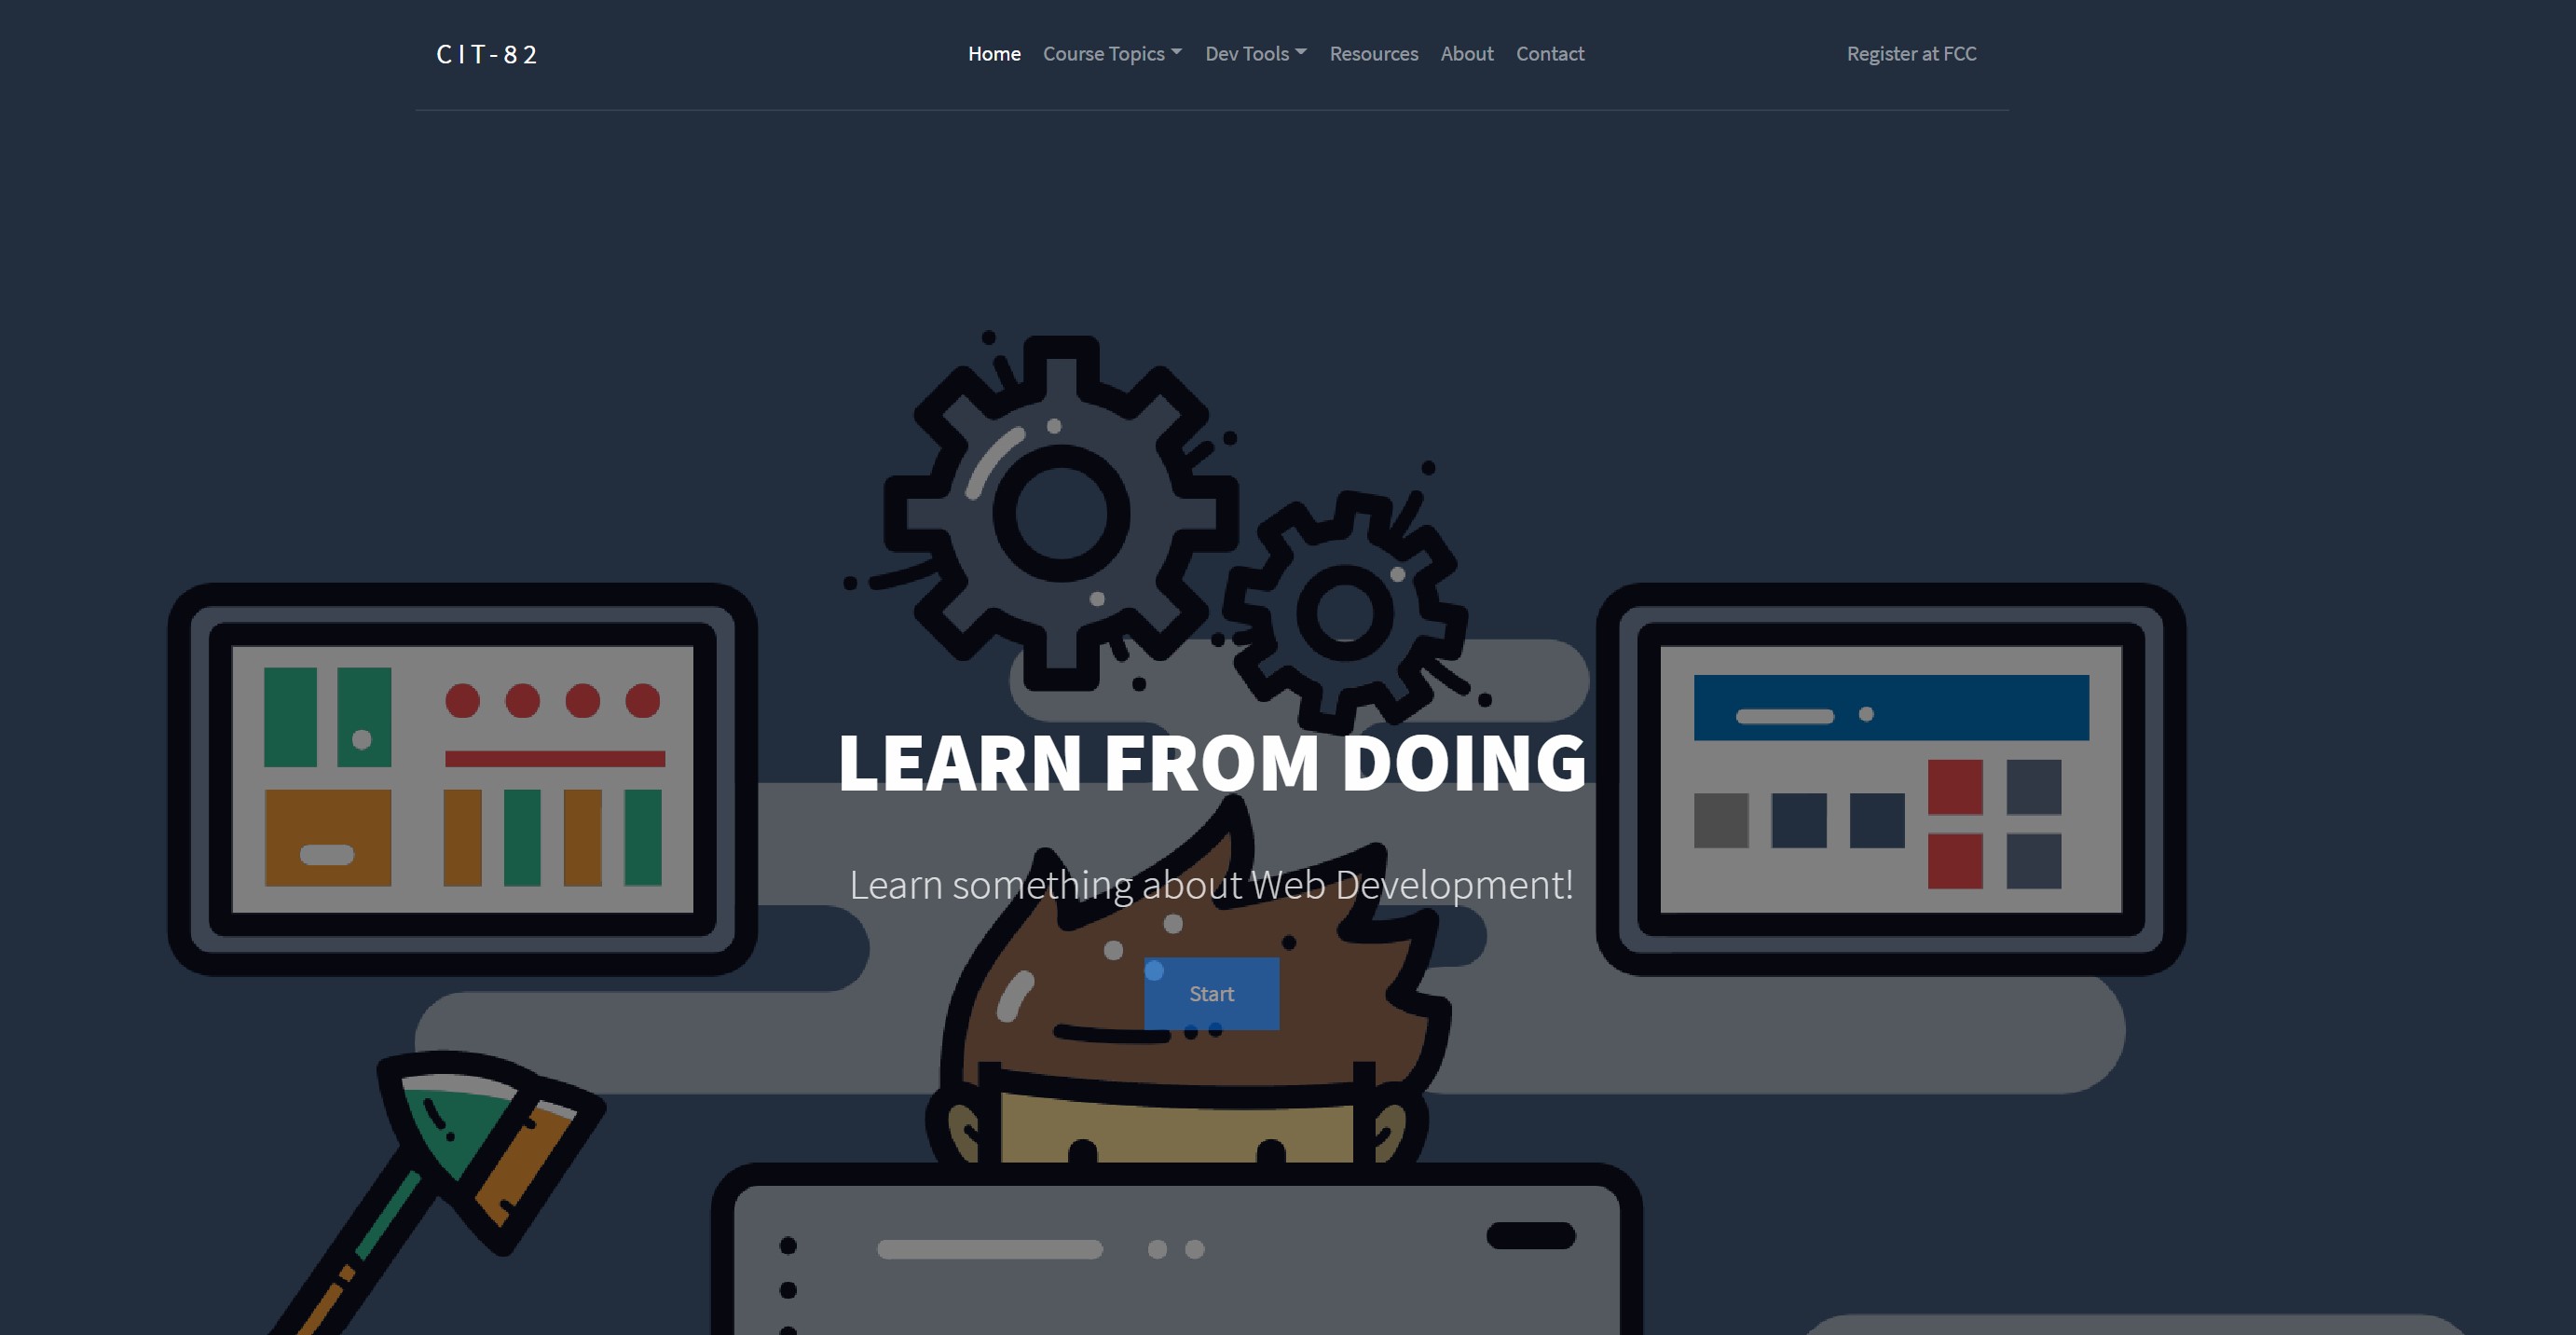 CIT-82
Home Course Topics Dev Tools Resources About Contact
Register at FCC
LEARN FROM DOING
Learn something about Web Development!
Start